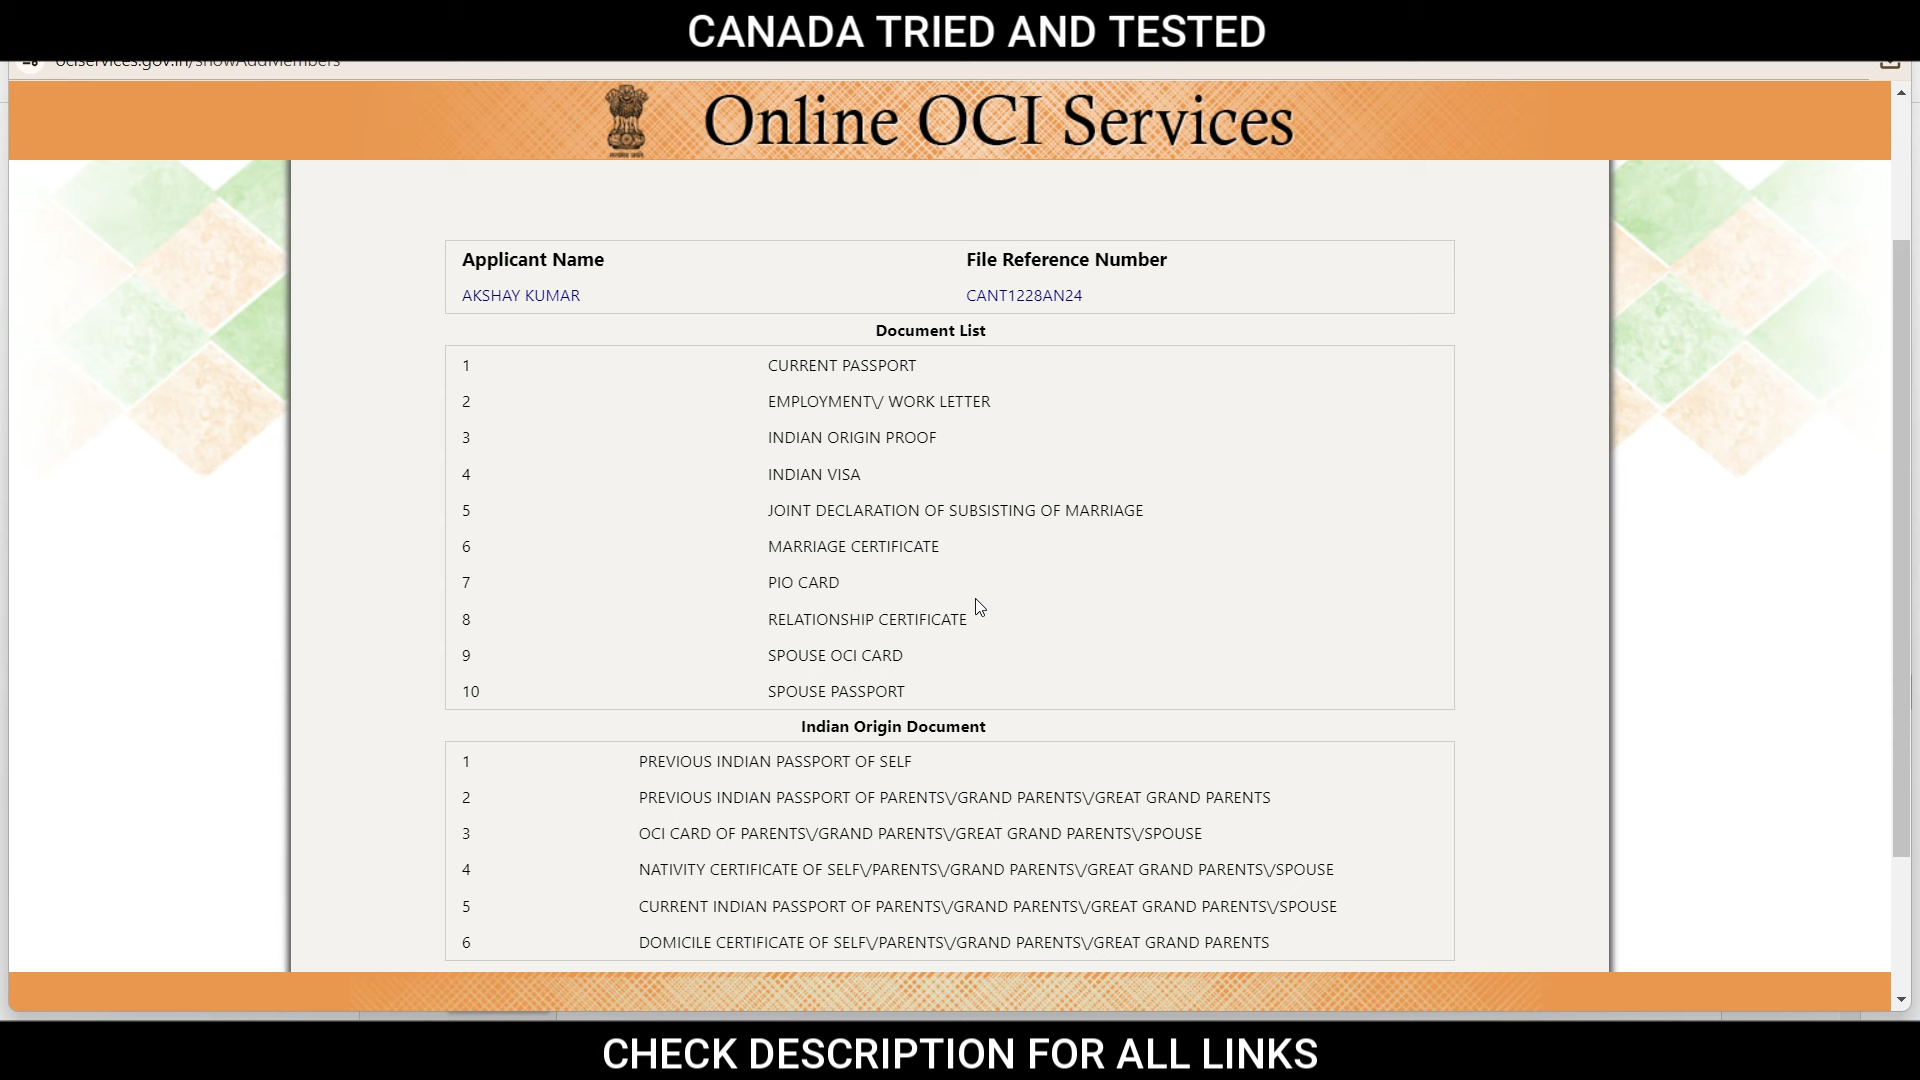 CANADA TRIED AND TESTED
ociservices.gov.in/showAddMembers
Online OCI Services
Applicant Name File Reference Number
AKSHAY KUMAR CANT1228AN24
Document List
1 CURRENT PASSPORT
2 EMPLOYMENT\/ WORK LETTER
3 INDIAN ORIGIN PROOF
4 INDIAN VISA
5 JOINT DECLARATION OF SUBSISTING OF MARRIAGE
6 MARRIAGE CERTIFICATE
7 PIO CARD
8 RELATIONSHIP CERTIFICATE
9 SPOUSE OCI CARD
10 SPOUSE PASSPORT
Indian Origin Document
1 PREVIOUS INDIAN PASSPORT OF SELF
2 PREVIOUS INDIAN PASSPORT OF PARENTS\/GRAND PARENTS\/GREAT GRAND PARENTS
3 OCI CARD OF PARENTS\/GRAND PARENTS\/GREAT GRAND PARENTS\/SPOUSE
4 NATIVITY CERTIFICATE OF SELF\/PARENTS\/GRAND PARENTS\/GREAT GRAND PARENTS\/SPOUSE
5 CURRENT INDIAN PASSPORT OF PARENTS\/GRAND PARENTS\/GREAT GRAND PARENTS\/SPOUSE
6 DOMICILE CERTIFICATE OF SELF\/PARENTS\/GRAND PARENTS\/GREAT GRAND PARENTS
CHECK DESCRIPTION FOR ALL LINKS